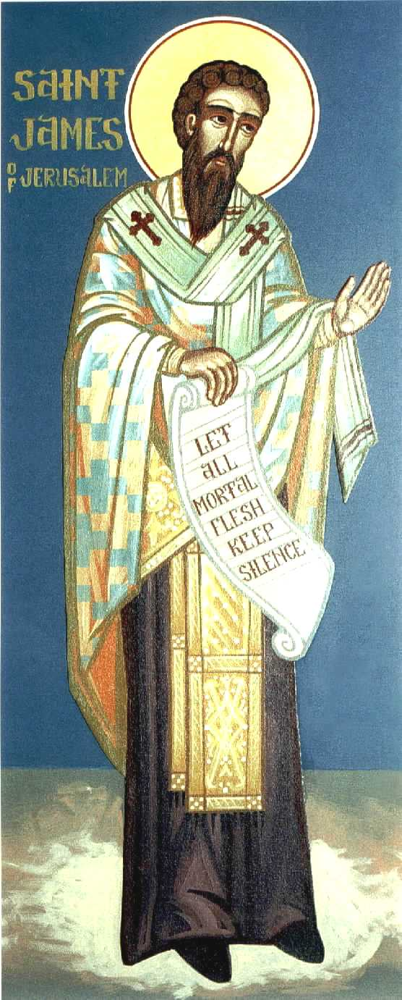 SAINT
JAMES
OF JERUSALEM
LET
ALL
MORTAL
FLESH
KEEP
SILENCE